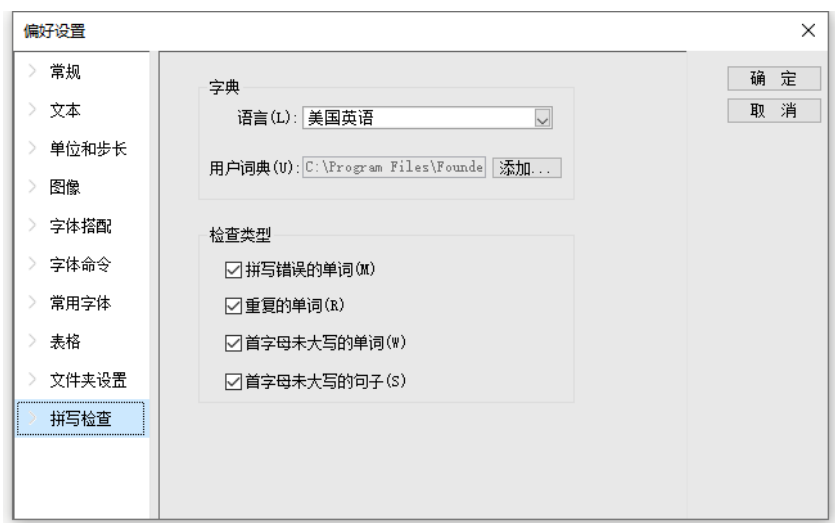 偏好设置
常规
文本
单位和步长
图像
字体搭配
字体命令
常用字体
表格
文件夹设置
拼写检查
字典
语言(L): 美国英语
用户词典(U): C:\Program Files\Founde 添加...
检查类型
拼写错误的单词(M)
重复的单词(R)
首字母未大写的单词(W)
首字母未大写的句子(S)
确 定
取 消